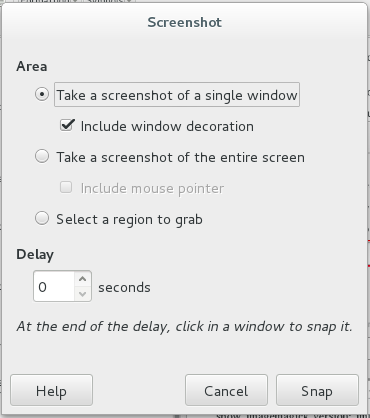 Screenshot
Area
Take a screenshot of a single window
Include window decoration
Take a screenshot of the entire screen
Include mouse pointer
Select a region to grab
Delay
0 seconds
At the end of the delay, click in a window to snap it.
Help Cancel Snap